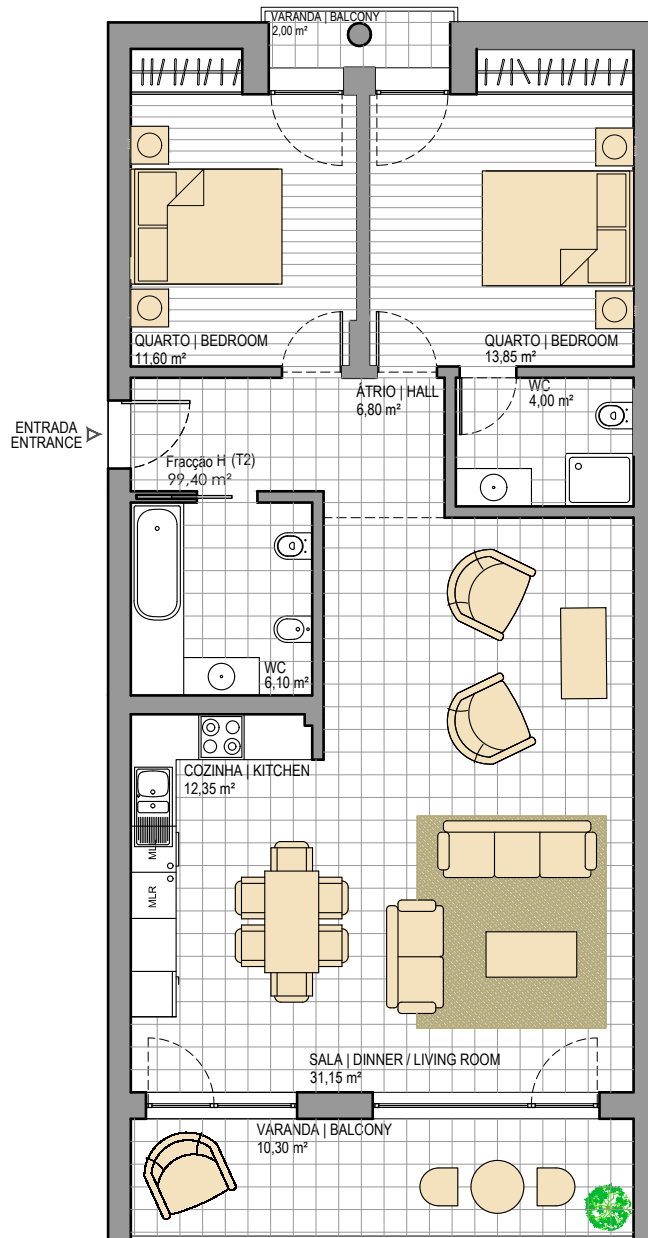 VARANDA | BALCONY
2,00 m²
QUARTO | BEDROOM
11,60 m²
QUARTO | BEDROOM
13,85 m²
ÁTRIO | HALL
6,80 m²
WC
4,00 m²
ENTRADA
ENTRANCE
Fracção H (T2)
99,40 m²
WC
6,10 m²
COZINHA | KITCHEN
12,35 m²
MLR
SALA | DINNER / LIVING ROOM
31,15 m²
VARANDA | BALCONY
10,30 m²